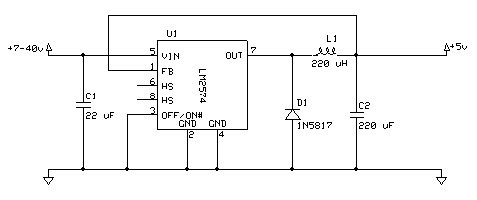 U1
L1
+7-40v
5
VIN
OUT
7
+5v
1
FB
220 uH
LM2574
6
HS
8
HS
C1
22 uF
D1
1N5817
C2
220 uF
3
OFF/ON#
GND
GND
2
4